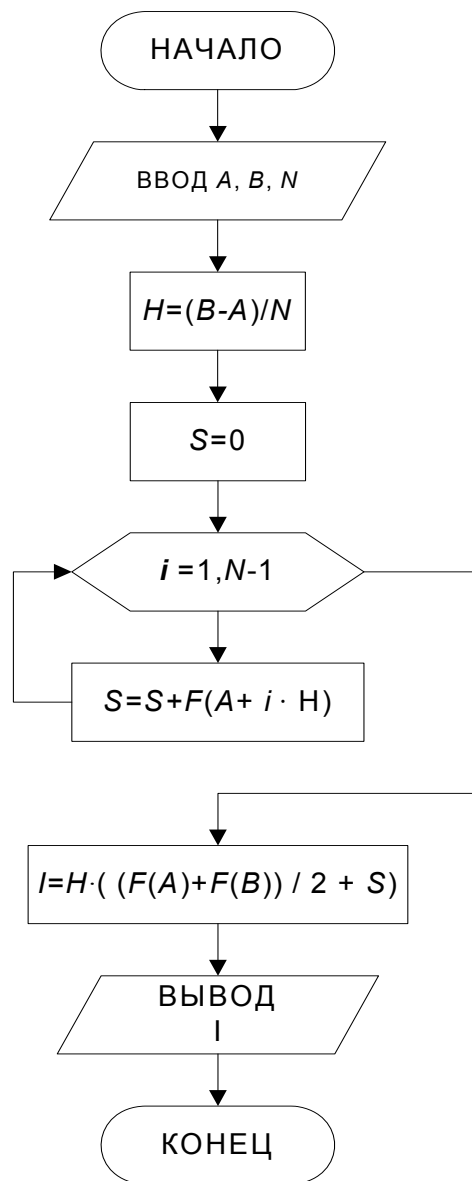 НАЧАЛО
ВВОД A, B, N
H=(B-A)/N
S=0
i =1,N-1
S=S+F(A+ i · H)
I=H·( (F(A)+F(B)) / 2 + S)
ВЫВОД
I
КОНЕЦ